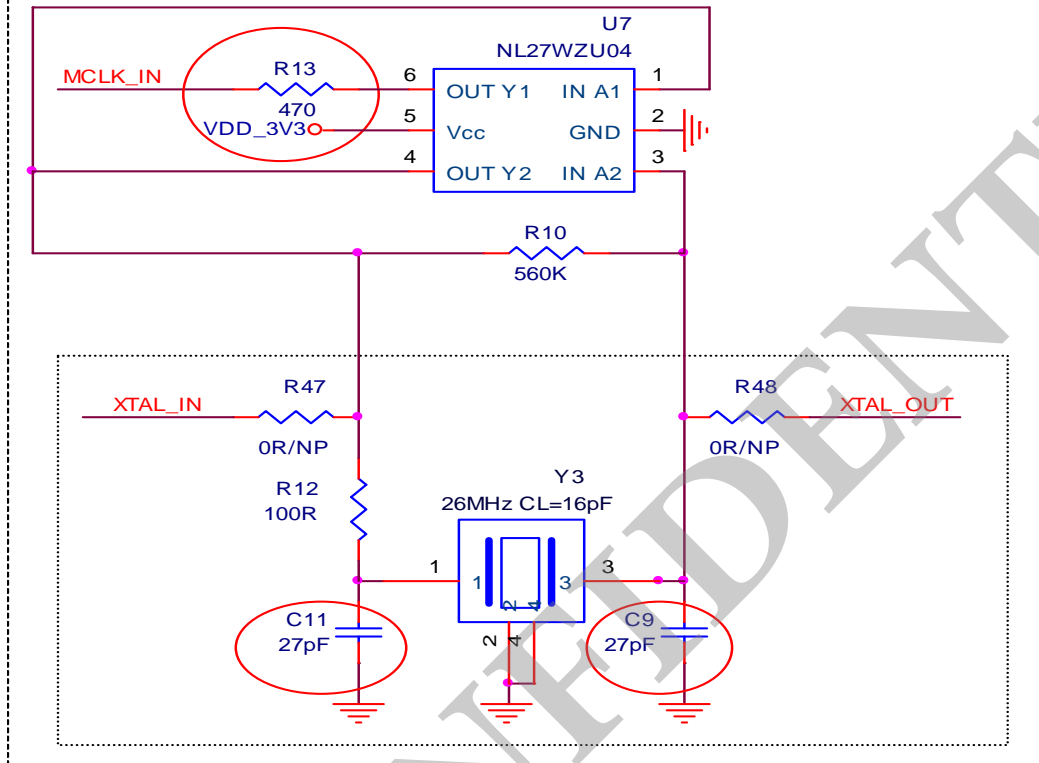 U7
NL27WZU04
MCLK_IN
R13
470
VDD_3V3
6
5
4
OUT Y1 IN A1
Vcc GND
OUT Y2 IN A2
1
2
3
R10
560K
XTAL_IN
R47
0R/NP
R48
0R/NP
XTAL_OUT
R12
100R
Y3
26MHz CL=16pF
1
1
3
3
2
4
2
4
C11
27pF
C9
27pF
NFIDENT